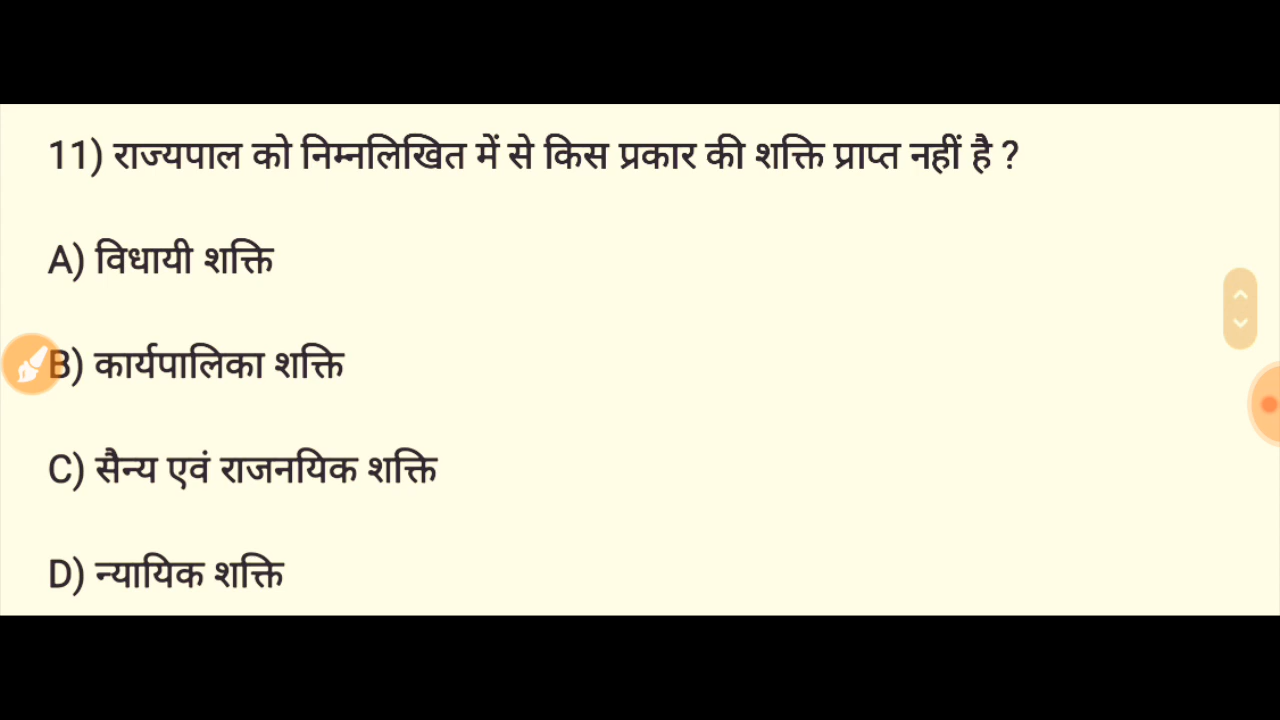 11) राज्यपाल को निम्नलिखित में से किस प्रकार की शक्ति प्राप्त नहीं है ?
A) विधायी शक्ति
B) कार्यपालिका शक्ति
C) सैन्य एवं राजनयिक शक्ति
D) न्यायिक शक्ति